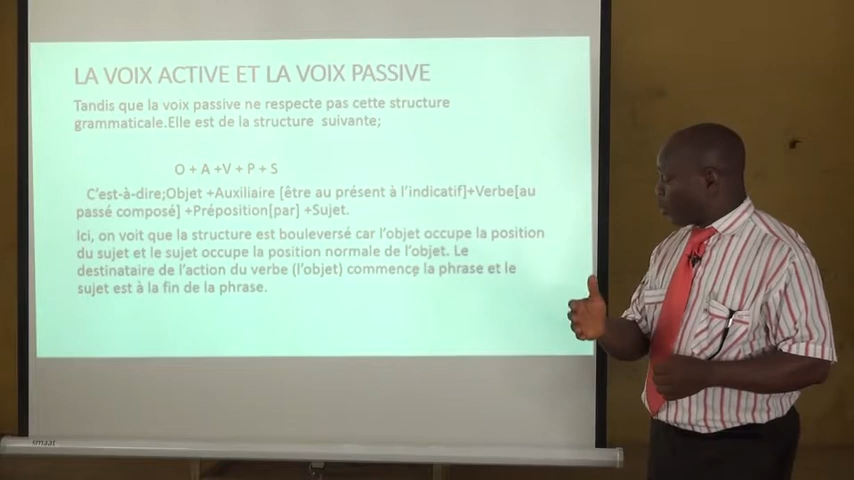 LA VOIX ACTIVE ET LA VOIX PASSIVE
Tandis que la voix passive ne respecte pas cette structure
grammaticale.Elle est de la structure suivante;
O + A +V + P + S
C'est-à-dire;Objet +Auxiliaire [être au présent à l'indicatif]+Verbe[au
passé composé] +Préposition[par] +Sujet.
Ici, on voit que la structure est bouleversé car l'objet occupe la position
du sujet et le sujet occupe la position normale de l'objet. Le
destinataire de l'action du verbe (l'objet) commence la phrase et le
sujet est à la fin de la phrase.